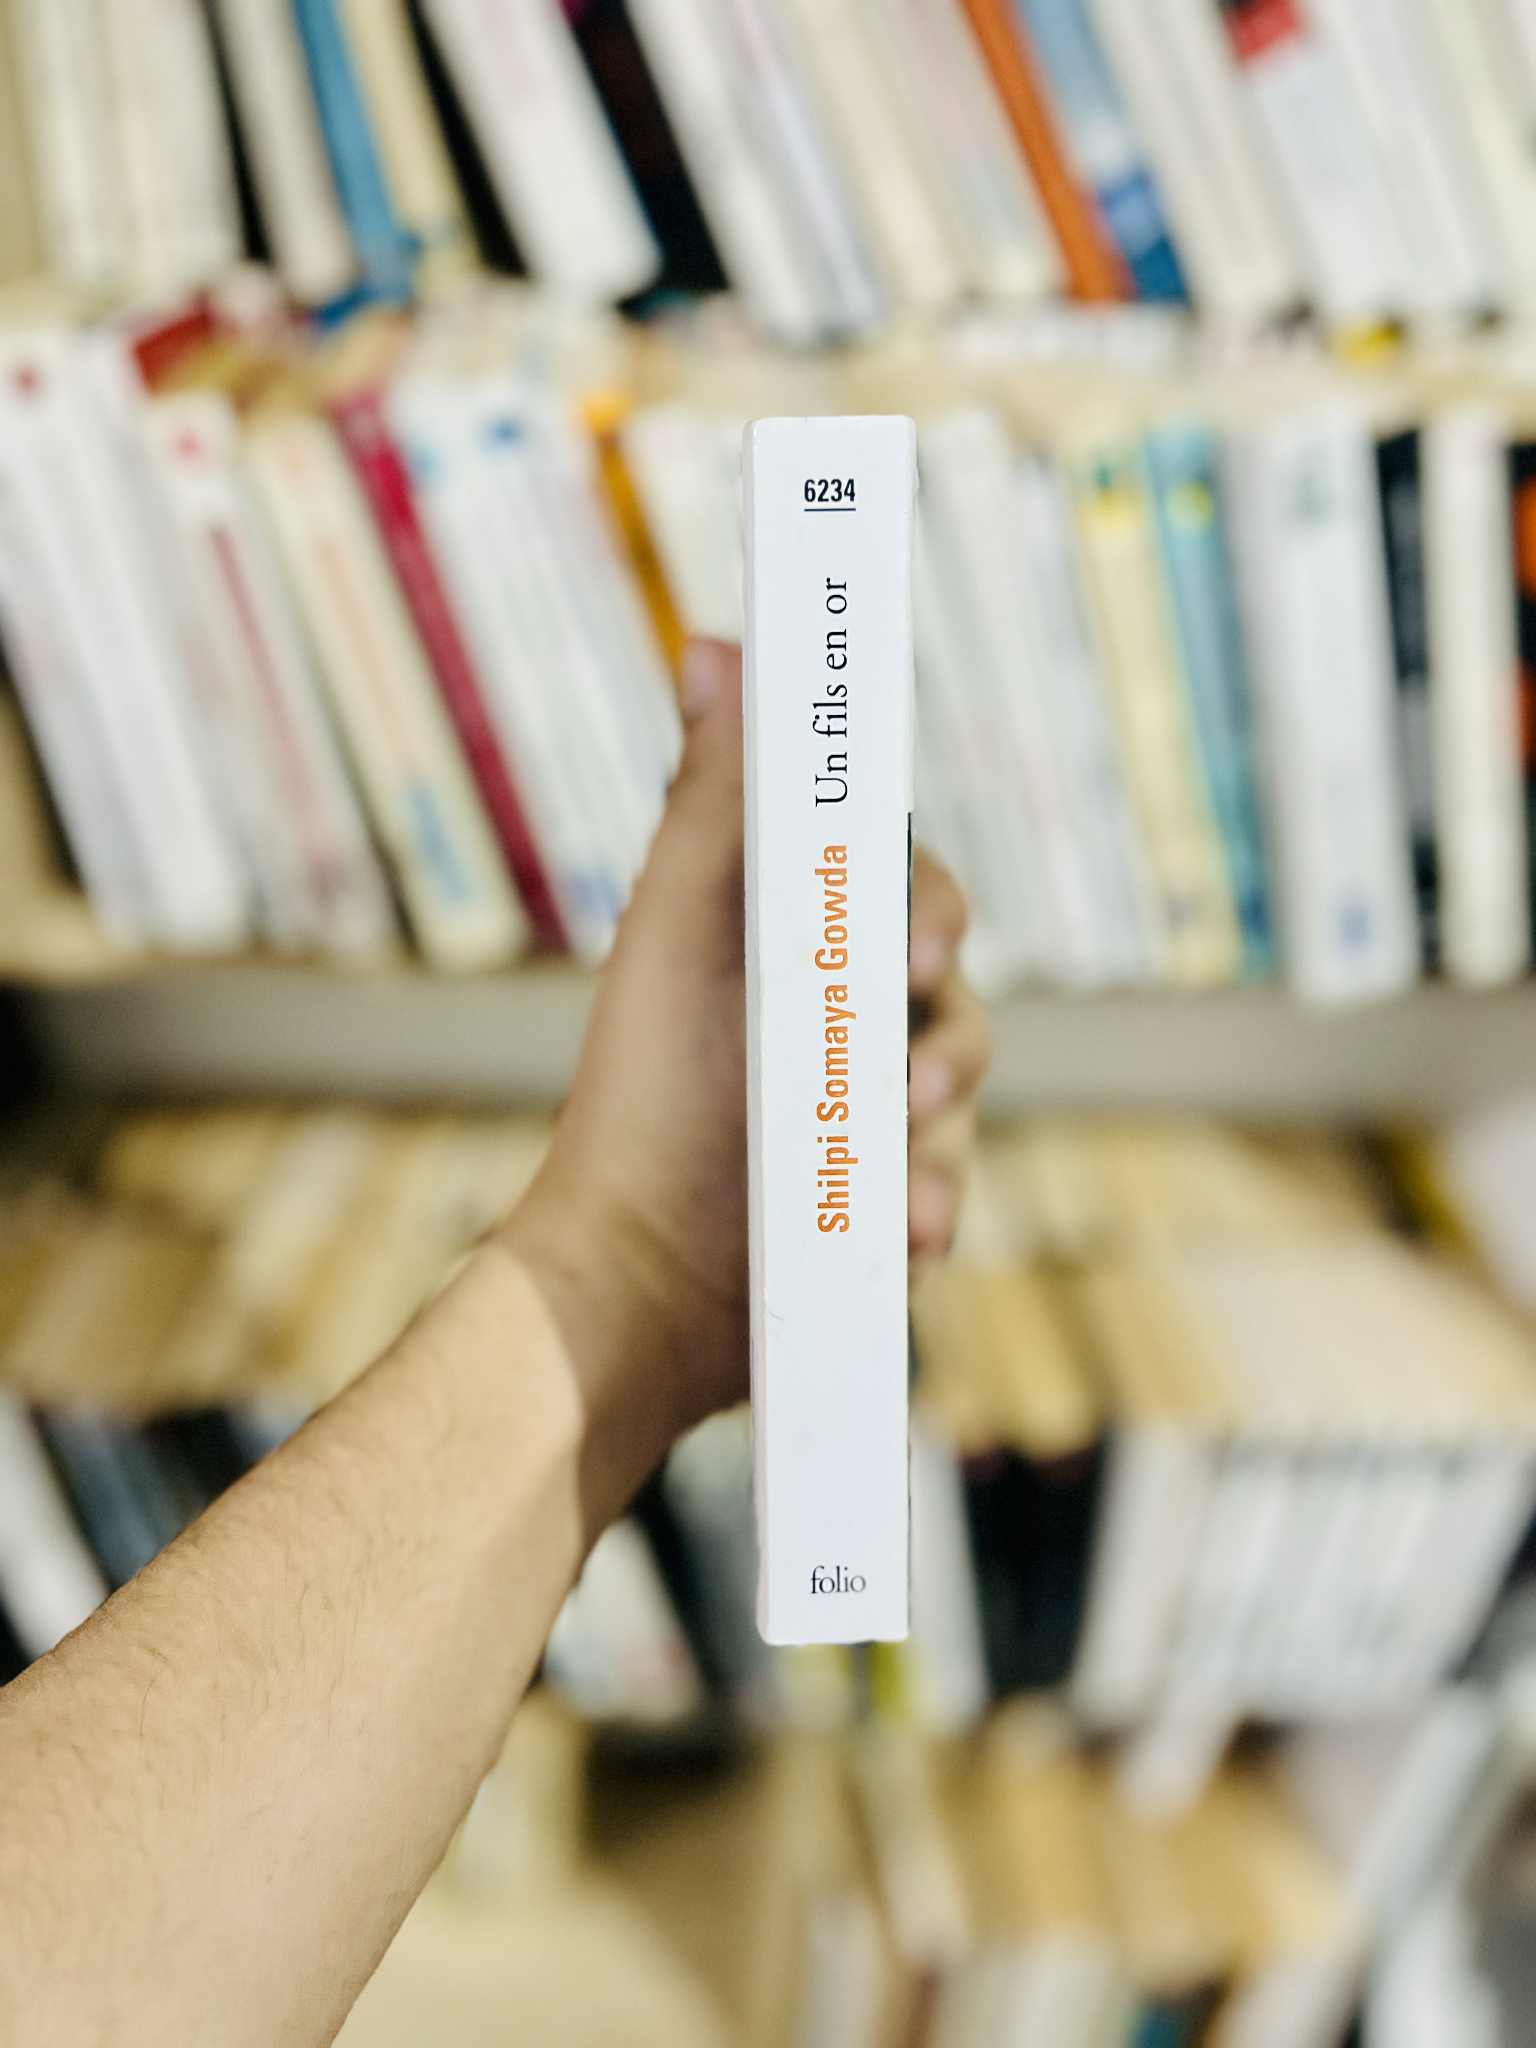 6234
Shilpi Somaya Gowda Un fils en or
folio